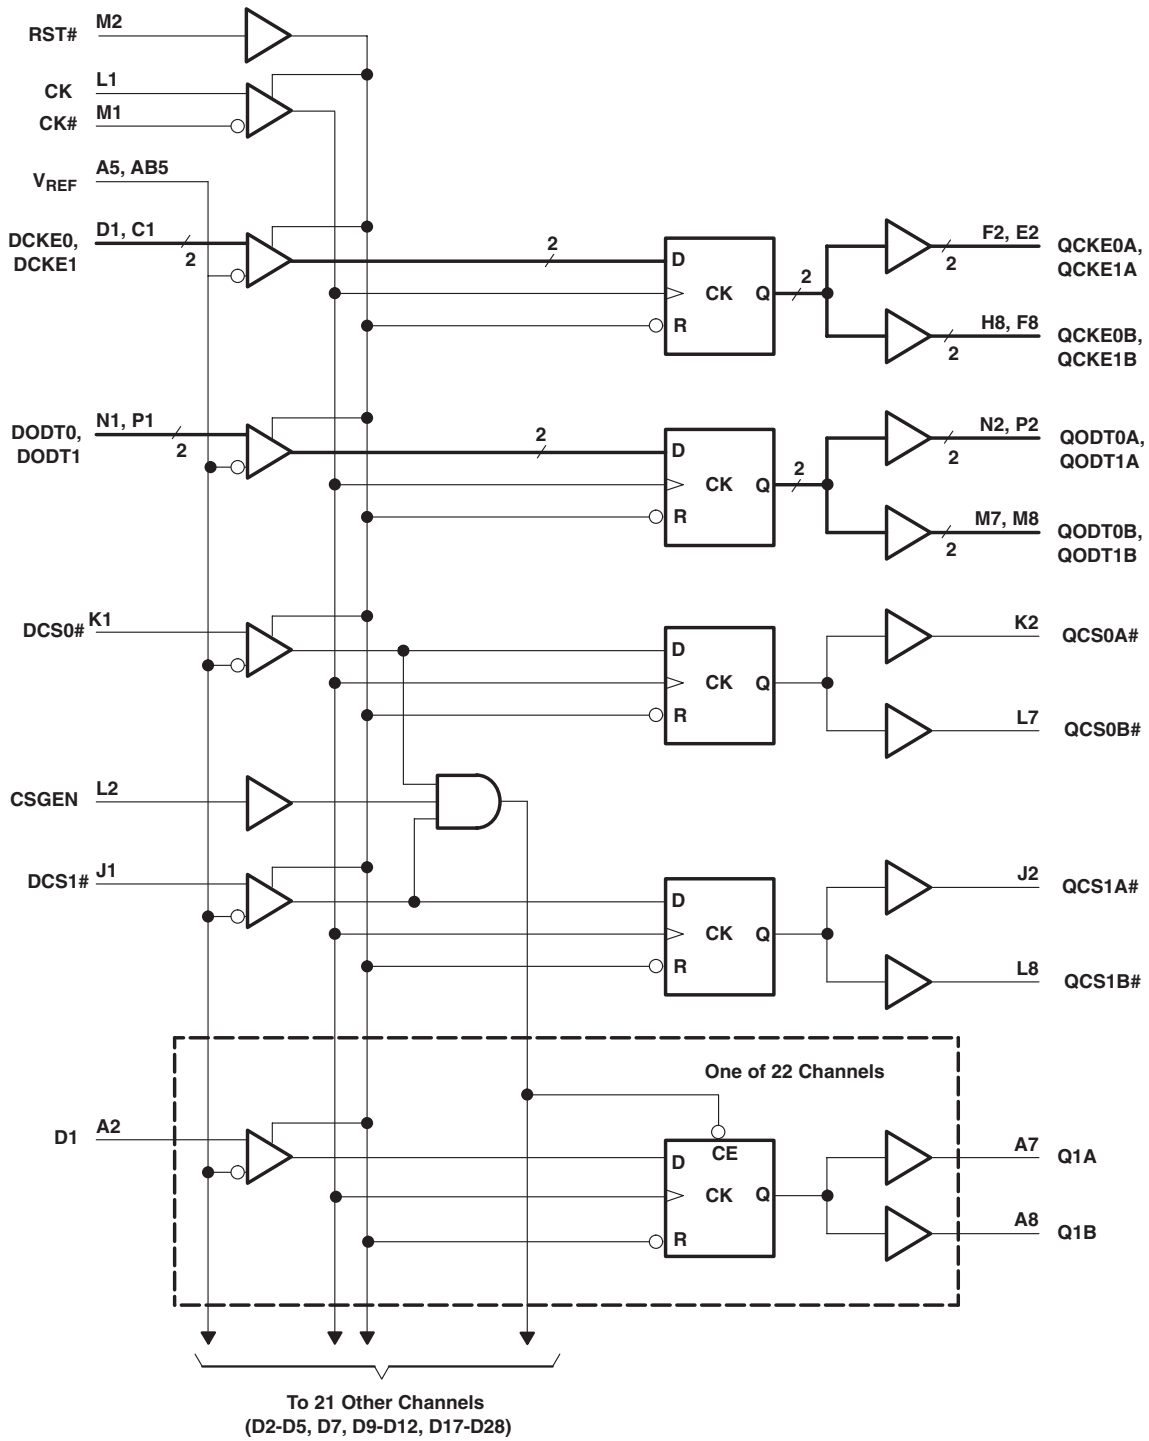 RST# M2
CK L1
CK# M1
VREF A5, AB5
DCKE0, DCKE1
D1, C1
2
2
D
CK Q
R
2
F2, E2
2
QCKE0A, QCKE1A
H8, F8
2
QCKE0B, QCKE1B
DODT0, DODT1
N1, P1
2
2
D
CK Q
R
2
N2, P2
2
QODT0A, QODT1A
M7, M8
2
QODT0B, QODT1B
DCS0# K1
D
CK Q
R
K2 QCS0A#
L7 QCS0B#
CSGEN L2
DCS1# J1
D
CK Q
R
J2 QCS1A#
L8 QCS1B#
One of 22 Channels
D1 A2
CE
D
CK Q
R
A7 Q1A
A8 Q1B
To 21 Other Channels
(D2-D5, D7, D9-D12, D17-D28)